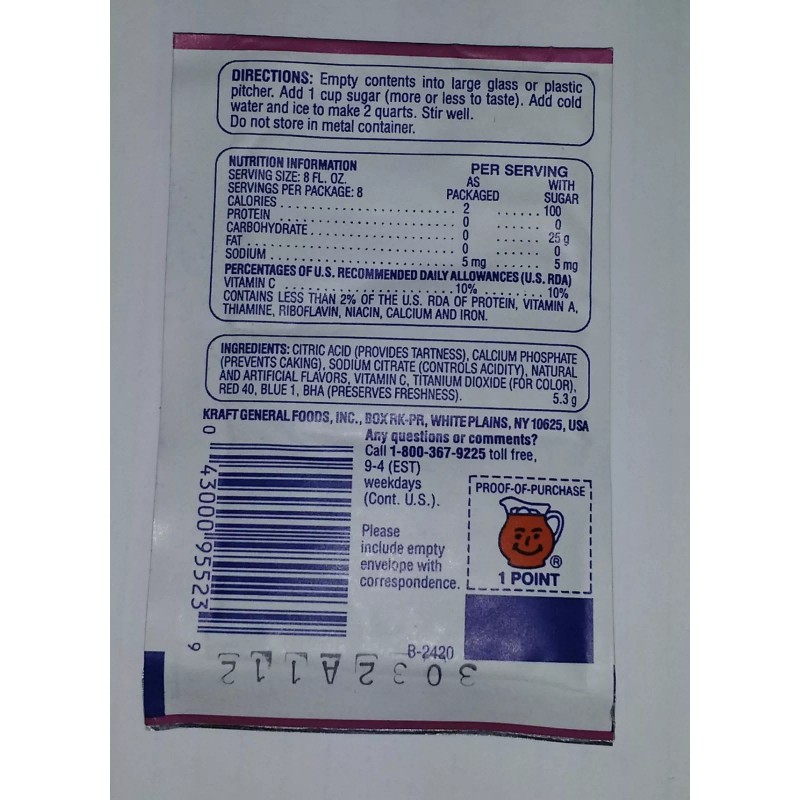 DIRECTIONS: Empty contents into large glass or plastic
pitcher. Add 1 cup sugar (more or less to taste). Add cold
water and ice to make 2 quarts. Stir well.
Do not store in metal container.
NUTRITION INFORMATION PER SERVING
SERVING SIZE: 8 FL. OZ. AS WITH
SERVINGS PER PACKAGE: 8 PACKAGED SUGAR
CALORIES . . . . . . . . . . . . . . . . . . . . . . 2 . . . . . . 100
PROTEIN . . . . . . . . . . . . . . . . . . . . . . 0 . . . . . . 0
CARBOHYDRATE . . . . . . . . . . . . . . . . . . 0 . . . . . . 25 g
FAT . . . . . . . . . . . . . . . . . . . . . . . . . . 0 . . . . . . 0
SODIUM . . . . . . . . . . . . . . . . . . . . . . 5 mg . . . . . . 5 mg
PERCENTAGES OF U.S. RECOMMENDED DAILY ALLOWANCES (U.S. RDA)
VITAMIN C . . . . . . . . . . . . . . . . . . . . 10% . . . . . . . . 10%
CONTAINS LESS THAN 2% OF THE U.S. RDA OF PROTEIN, VITAMIN A,
THIAMINE, RIBOFLAVIN, NIACIN, CALCIUM AND IRON.
INGREDIENTS: CITRIC ACID (PROVIDES TARTNESS), CALCIUM PHOSPHATE
(PREVENTS CAKING), SODIUM CITRATE (CONTROLS ACIDITY), NATURAL
AND ARTIFICIAL FLAVORS, VITAMIN C, TITANIUM DIOXIDE (FOR COLOR),
RED 40, BLUE 1, BHA (PRESERVES FRESHNESS). 5.3 g
KRAFT GENERAL FOODS, INC., BOX RK-PR, WHITE PLAINS, NY 10625, USA
Any questions or comments?
Call 1-800-367-9225 toll free,
9-4 (EST)
weekdays
(Cont. U.S.).
Please
include empty
envelope with
correspondence.
PROOF-OF-PURCHASE
®
1 POINT
0 43000 95523 9
B-2420
3032A112